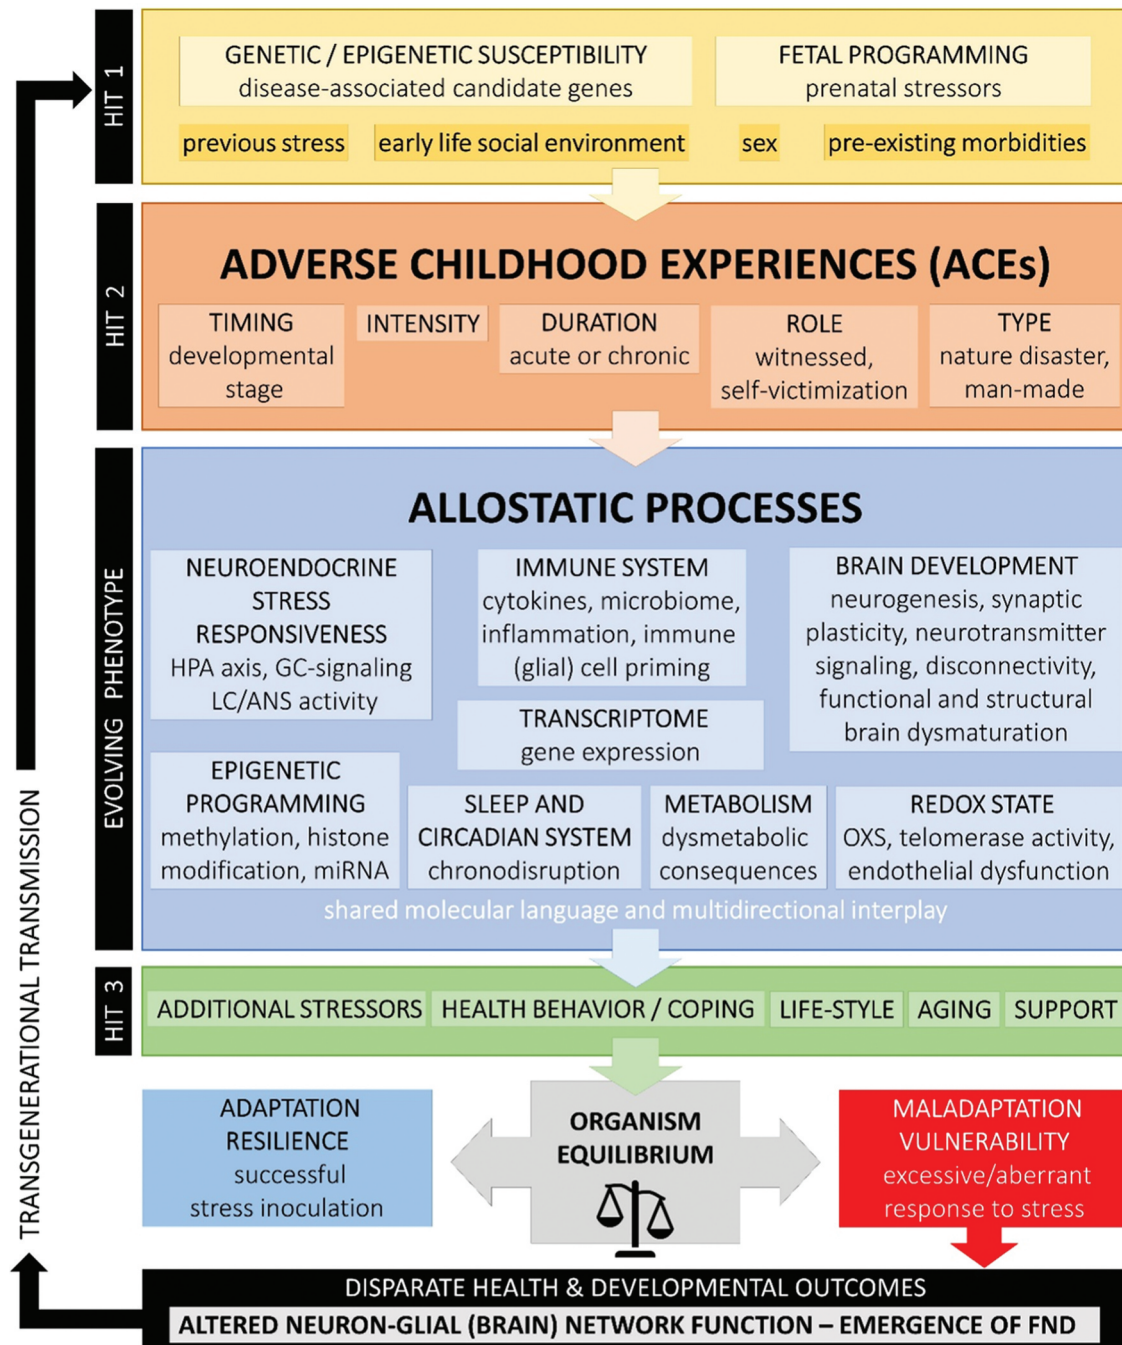 HIT 1
GENETIC / EPIGENETIC SUSCEPTIBILITY
disease-associated candidate genes
FETAL PROGRAMMING
prenatal stressors
previous stress
early life social environment
sex
pre-existing morbidities
HIT 2
ADVERSE CHILDHOOD EXPERIENCES (ACEs)
TIMING
developmental
stage
INTENSITY
DURATION
acute or chronic
ROLE
witnessed,
self-victimization
TYPE
nature disaster,
man-made
EVOLVING PHENOTYPE
ALLOSTATIC PROCESSES
NEUROENDOCRINE
STRESS
RESPONSIVENESS
HPA axis, GC-signaling
LC/ANS activity
IMMUNE SYSTEM
cytokines, microbiome,
inflammation, immune
(glial) cell priming
BRAIN DEVELOPMENT
neurogenesis, synaptic
plasticity, neurotransmitter
signaling, disconnectivity,
functional and structural
brain dysmaturation
TRANSCRIPTOME
gene expression
EPIGENETIC
PROGRAMMING
methylation, histone
modification, miRNA
SLEEP AND
CIRCADIAN SYSTEM
chronodisruption
METABOLISM
dysmetabolic
consequences
REDOX STATE
OXS, telomerase activity,
endothelial dysfunction
shared molecular language and multidirectional interplay
HIT 3
ADDITIONAL STRESSORS
HEALTH BEHAVIOR / COPING
LIFE-STYLE
AGING
SUPPORT
ADAPTATION
RESILIENCE
successful
stress inoculation
ORGANISM
EQUILIBRIUM
MALADAPTATION
VULNERABILITY
excessive/aberrant
response to stress
DISPARATE HEALTH & DEVELOPMENTAL OUTCOMES
ALTERED NEURON-GLIAL (BRAIN) NETWORK FUNCTION – EMERGENCE OF FND
TRANSGENERATIONAL TRANSMISSION